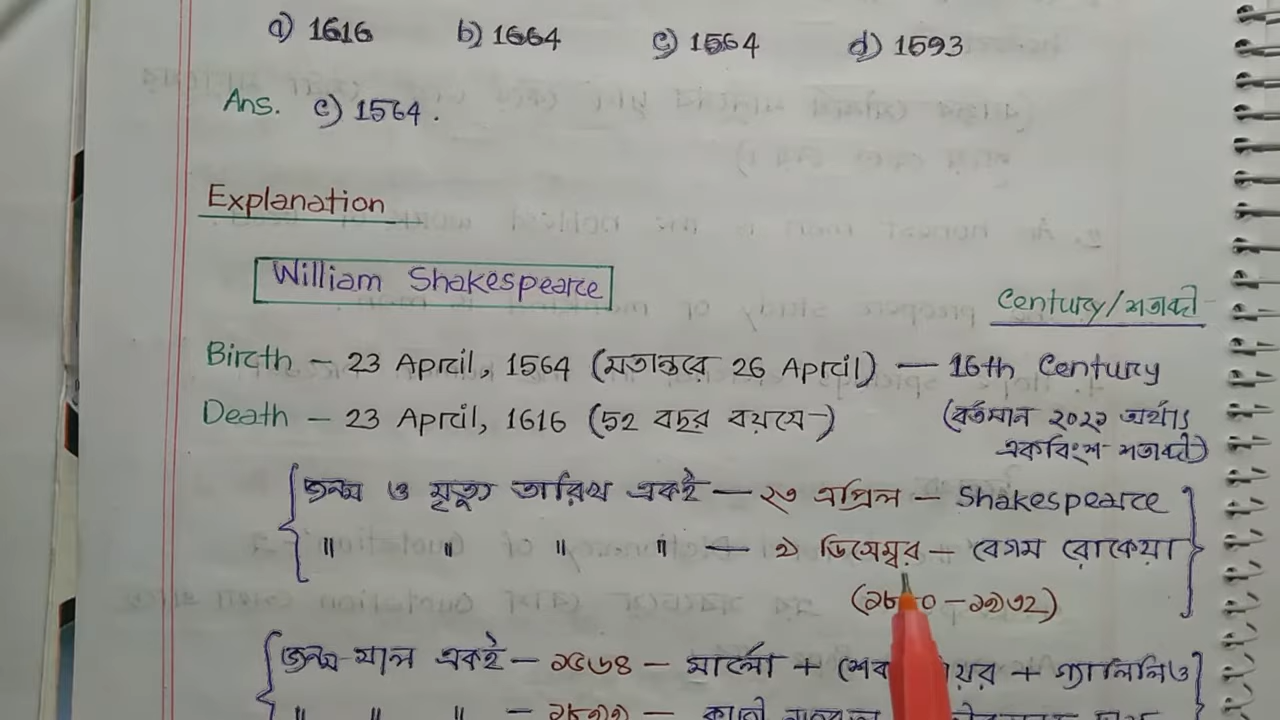 a) 1616 b) 1664 c) 1564 d) 1593
Ans. c) 1564.
Explanation
William Shakespeare
Century/শতাব্দী
Birth – 23 April, 1564 (মতান্তরে 26 April) — 16th Century
Death – 23 April, 1616 (52 বছর বয়সে) (বর্তমান ২০২১ অর্থাৎ
একবিংশ শতাব্দী)
জন্ম ও মৃত্যু তারিখ একই – ২৩ এপ্রিল – Shakespeare
" " " " — ৯ ডিসেম্বর – বেগম রোকেয়া
(১৮৮০ – ১৯৩২)
জন্ম সাল একই – ১৫৬৪ – মার্লো + + গ্যালিলিও
" " " –